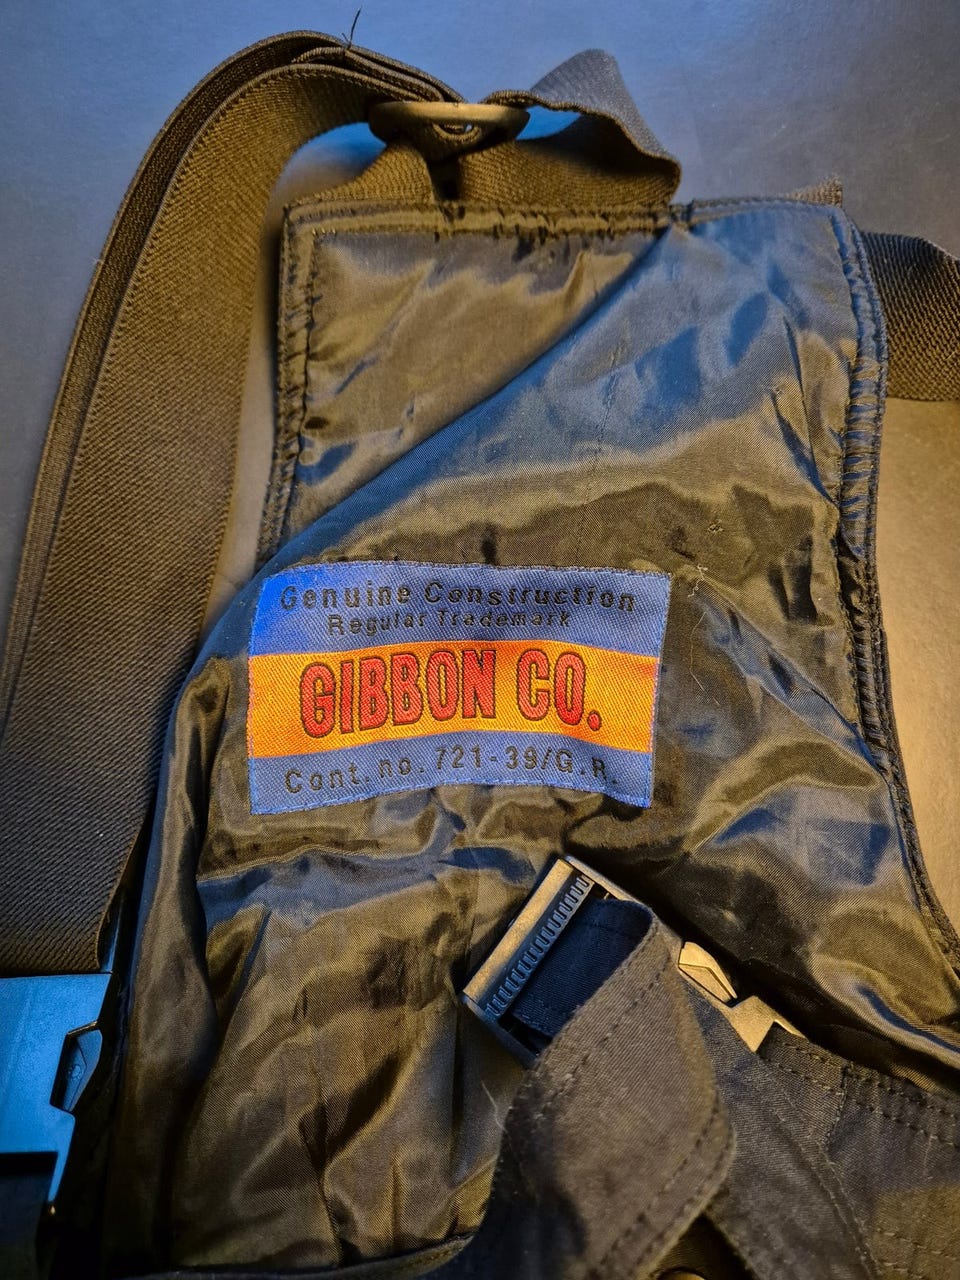 Genuine Construction
Regular Trademark
GIBBON CO.
Cont. no. 721-39/G.R.